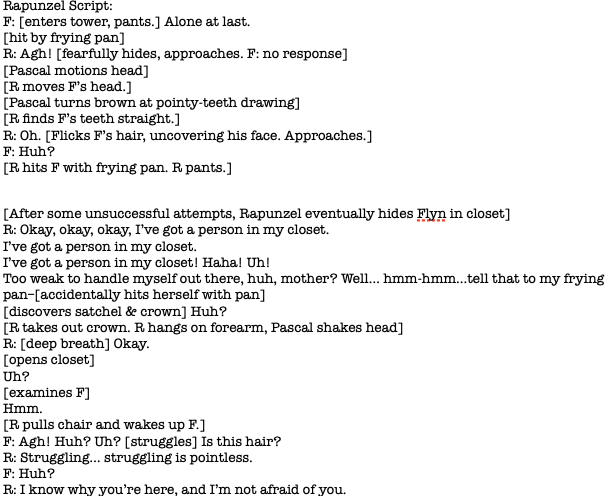 Rapunzel Script:
F: [enters tower, pants.] Alone at last.
[hit by frying pan]
R: Agh! [fearfully hides, approaches. F: no response]
[Pascal motions head]
[R moves F's head.]
[Pascal turns brown at pointy-teeth drawing]
[R finds F's teeth straight.]
R: Oh. [Flicks F's hair, uncovering his face. Approaches.]
F: Huh?
[R hits F with frying pan. R pants.]
[After some unsuccessful attempts, Rapunzel eventually hides Flyn in closet]
R: Okay, okay, okay, I've got a person in my closet.
I've got a person in my closet.
I've got a person in my closet! Haha! Uh!
Too weak to handle myself out there, huh, mother? Well... hmm-hmm...tell that to my frying
pan–[accidentally hits herself with pan]
[discovers satchel & crown] Huh?
[R takes out crown. R hangs on forearm, Pascal shakes head]
R: [deep breath] Okay.
[opens closet]
Uh?
[examines F]
Hmm.
[R pulls chair and wakes up F.]
F: Agh! Huh? Uh? [struggles] Is this hair?
R: Struggling... struggling is pointless.
F: Huh?
R: I know why you're here, and I'm not afraid of you.